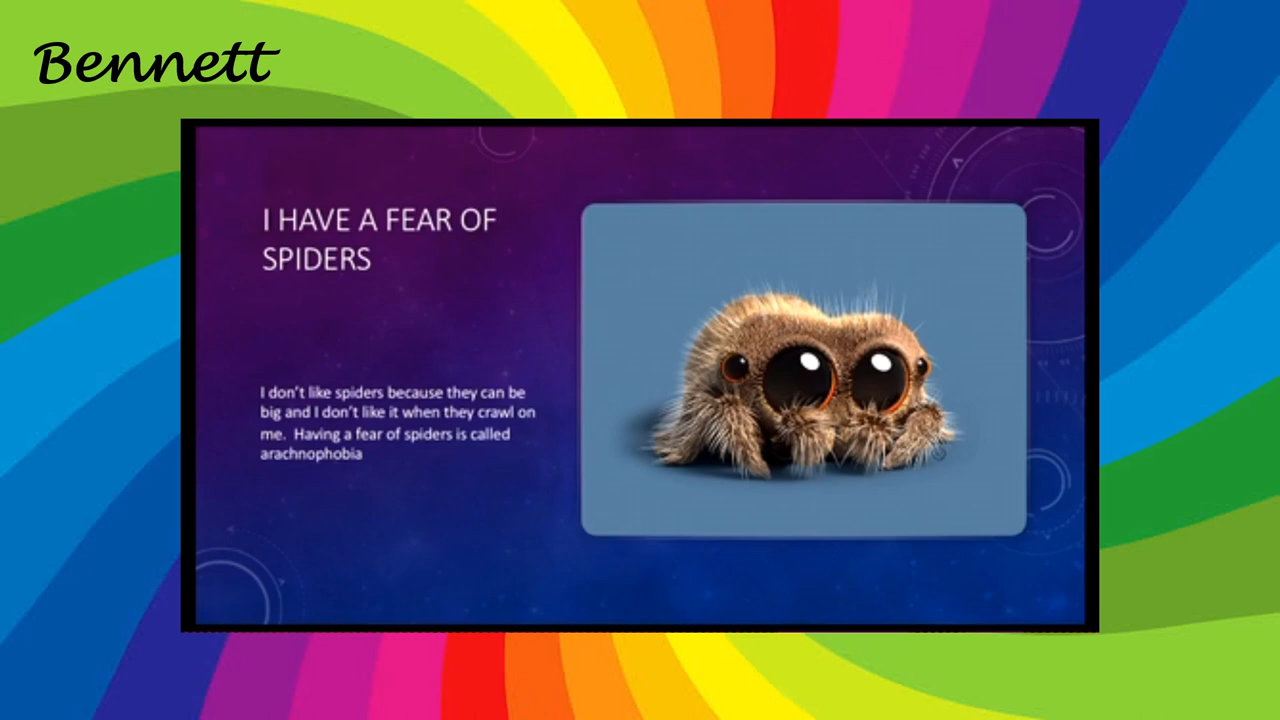 Bennett
I HAVE A FEAR OF
SPIDERS
I don't like spiders because they can be
big and I don't like it when they crawl on
me.  Having a fear of spiders is called
arachnophobia